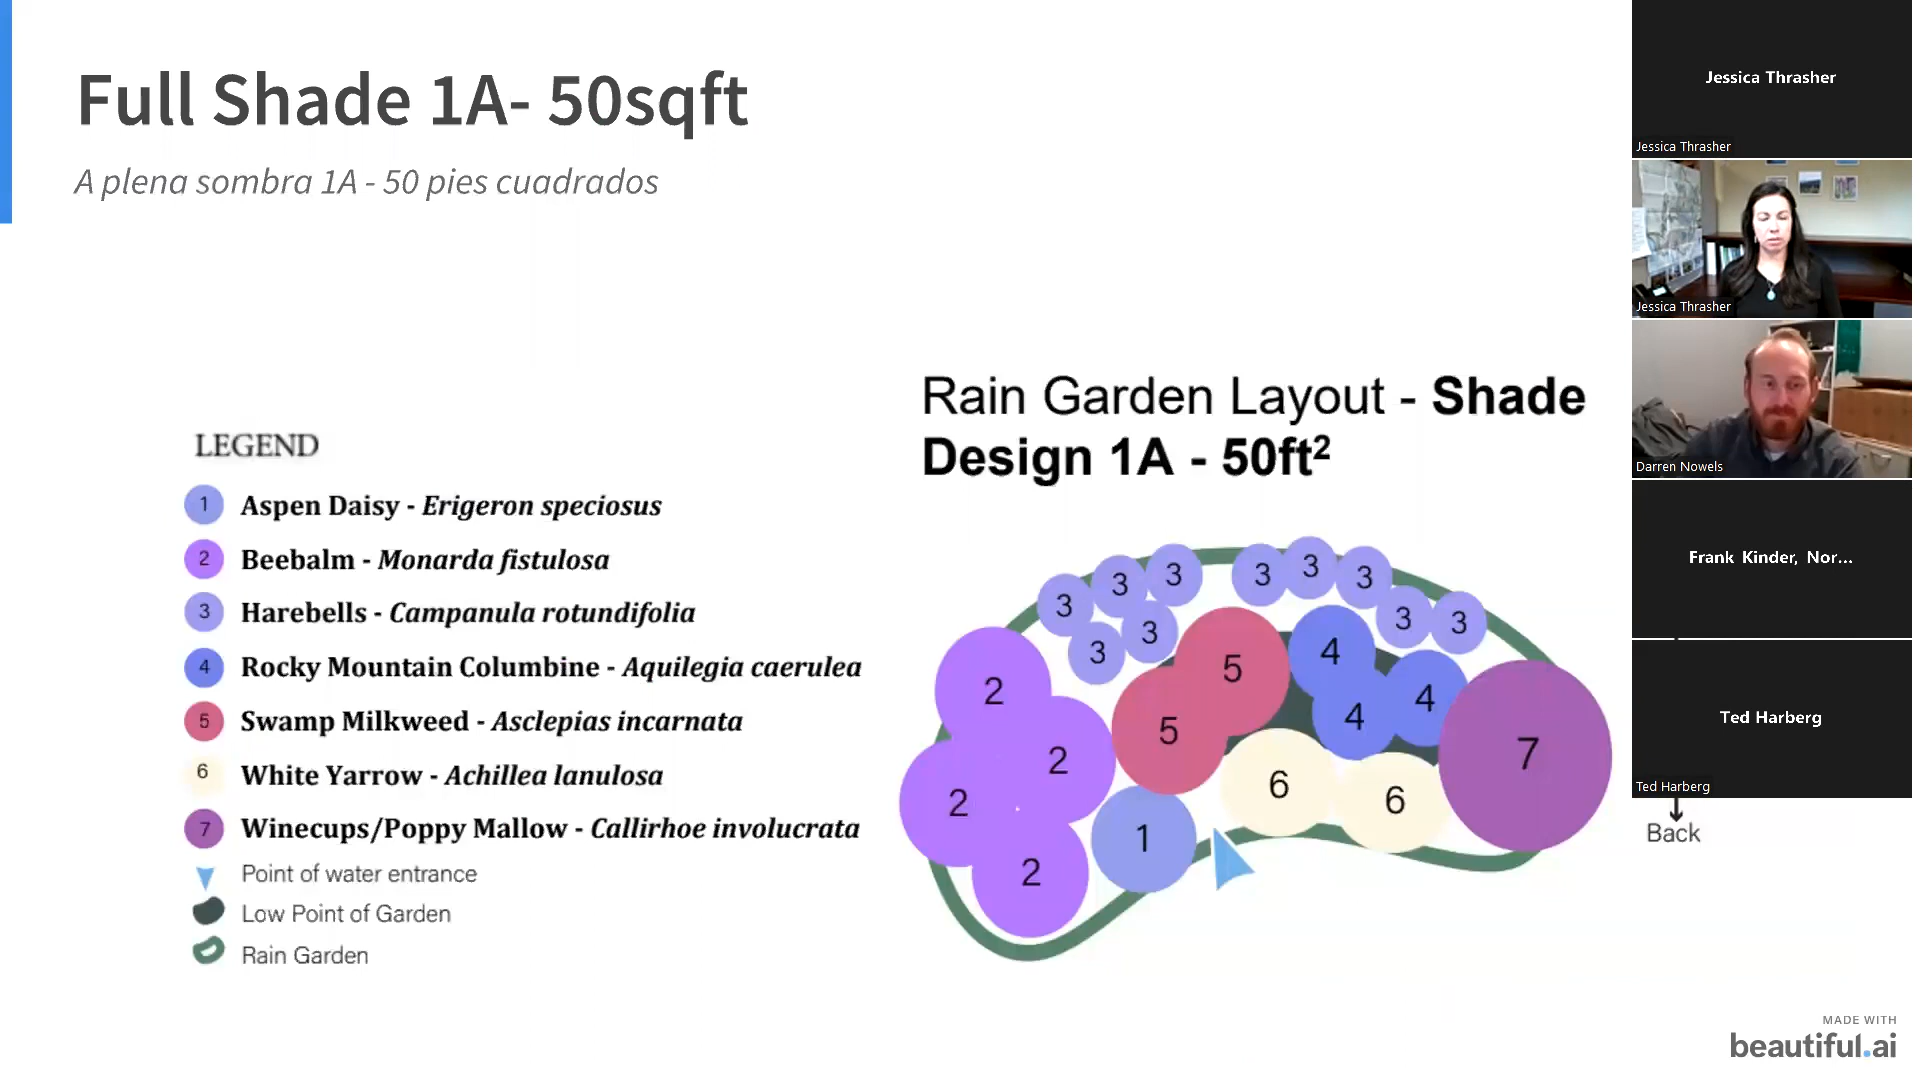 Full Shade 1A- 50sqft
A plena sombra 1A - 50 pies cuadrados
LEGEND
1 Aspen Daisy - Erigeron speciosus
2 Beebalm - Monarda fistulosa
3 Harebells - Campanula rotundifolia
4 Rocky Mountain Columbine - Aquilegia caerulea
5 Swamp Milkweed - Asclepias incarnata
6 White Yarrow - Achillea lanulosa
7 Winecups/Poppy Mallow - Callirhoe involucrata
Point of water entrance
Low Point of Garden
Rain Garden
Rain Garden Layout - Shade
Design 1A - 50ft²
3 3 3 3 3 3
3 3 3 3 3
2 5 4
2 5 4 4 7
2 1 6 6
2
Back
Jessica Thrasher
Jessica Thrasher
Jessica Thrasher
Darren Nowels
Frank Kinder, Nor...
Ted Harberg
Ted Harberg
MADE WITH
beautiful.ai